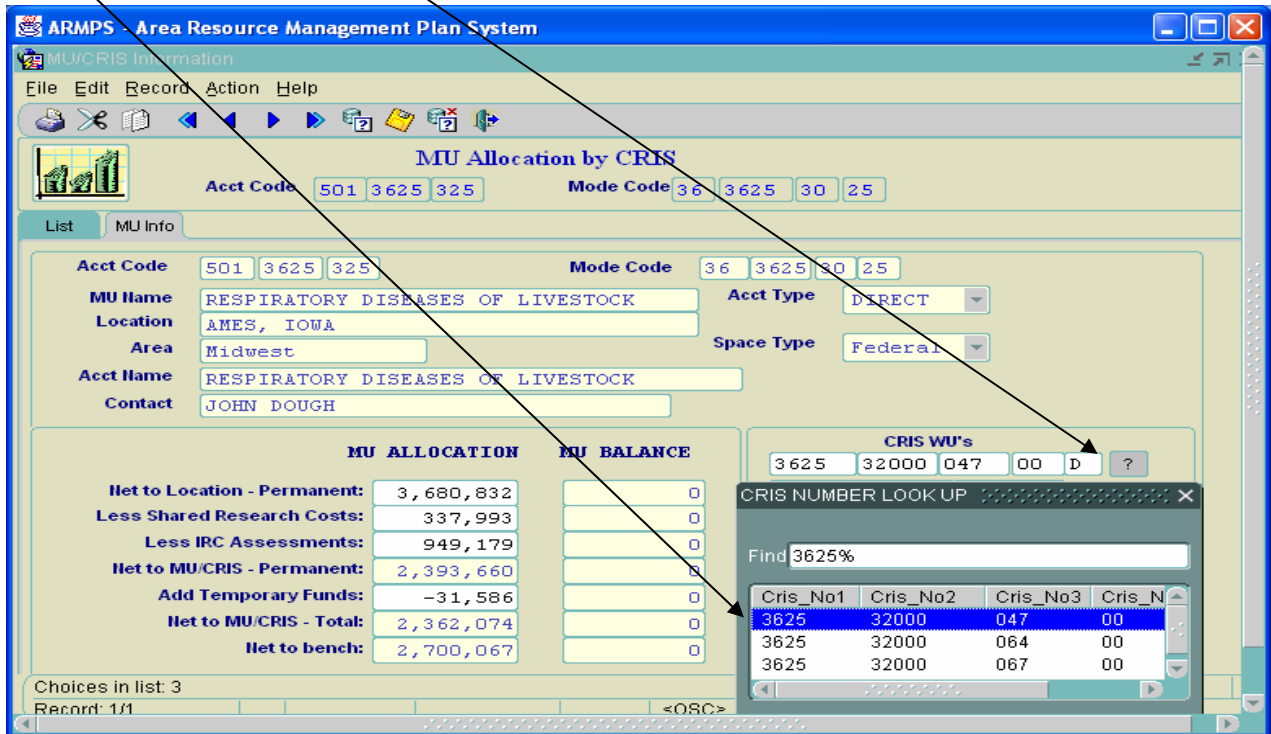 ARMPS - Area Resource Management Plan System
MU/CRIS Information
File Edit Record Action Help
MU Allocation by CRIS
Acct Code 501 3625 325 Mode Code 36 3625 30 25
List MU Info
Acct Code 501 3625 325 Mode Code 36 3625 30 25
MU Name RESPIRATORY DISEASES OF LIVESTOCK Acct Type DIRECT
Location AMES, IOWA
Area Midwest Space Type Federal
Acct Name RESPIRATORY DISEASES OF LIVESTOCK
Contact JOHN DOUGH
MU ALLOCATION MU BALANCE CRIS WU's
3625 32000 047 00 D ?
Net to Location - Permanent: 3,680,832 0
Less Shared Research Costs: 337,993 0
Less IRC Assessments: 949,179 0
Net to MU/CRIS - Permanent: 2,393,660 0
Add Temporary Funds: -31,586 0
Net to MU/CRIS - Total: 2,362,074 0
Net to bench: 2,700,067 0
CRIS NUMBER LOOK UP
Find 3625%
Cris_No1 Cris_No2 Cris_No3 Cris_N
3625 32000 047 00
3625 32000 064 00
3625 32000 067 00
Choices in list: 3
Record: 1/1 <OSC>